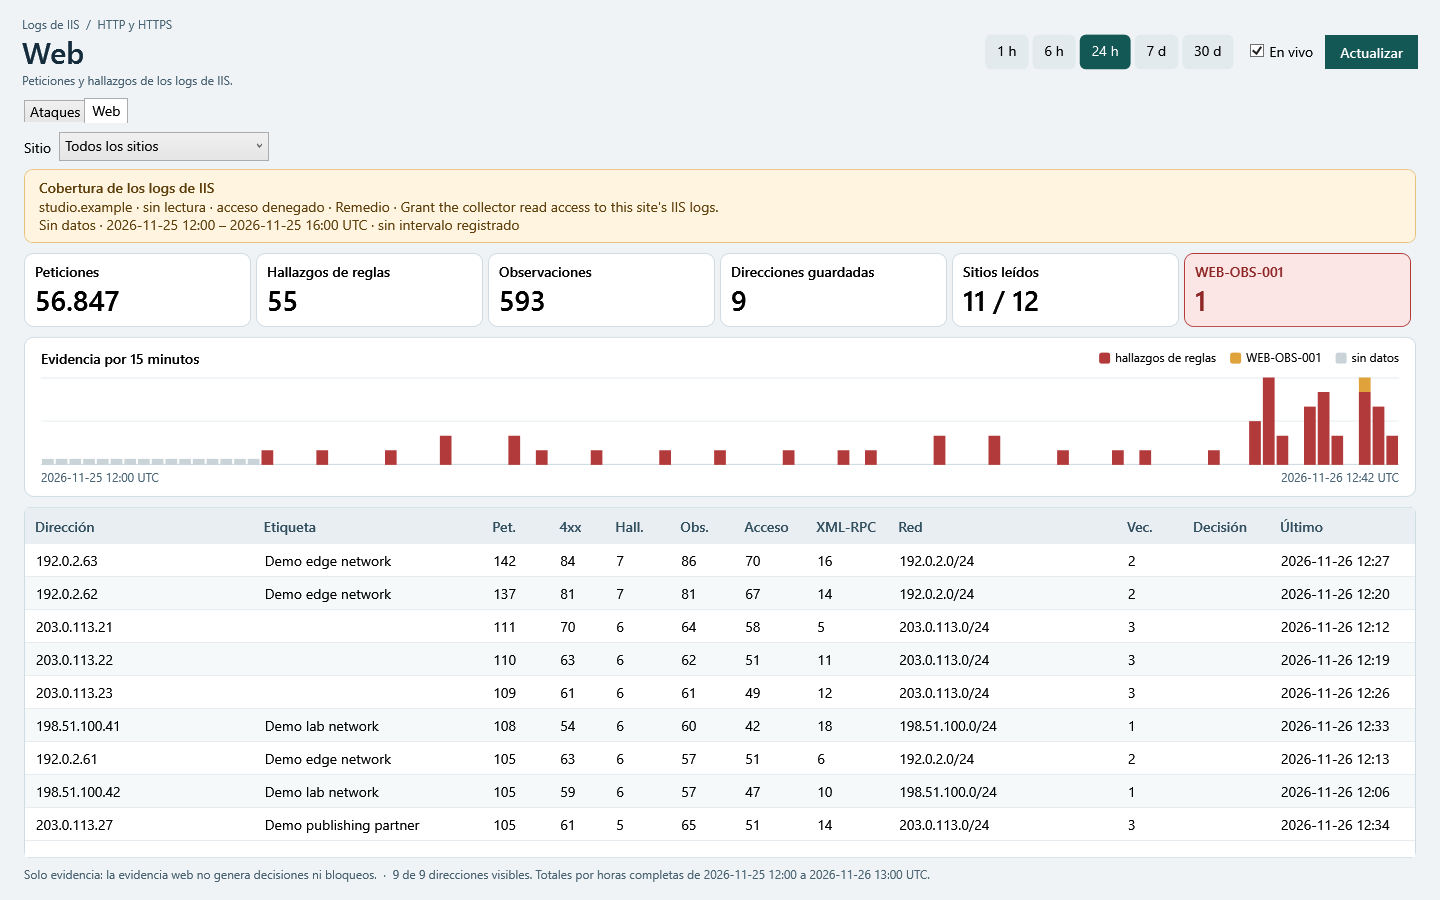 Logs de IIS / HTTP y HTTPS
Web
Peticiones y hallazgos de los logs de IIS.
1 h 6 h 24 h 7 d 30 d En vivo Actualizar
Ataques Web
Sitio Todos los sitios
Cobertura de los logs de IIS
studio.example · sin lectura · acceso denegado · Remedio · Grant the collector read access to this site's IIS logs.
Sin datos · 2026-11-25 12:00 – 2026-11-25 16:00 UTC · sin intervalo registrado
Peticiones Hallazgos de reglas Observaciones Direcciones guardadas Sitios leídos WEB-OBS-001
56.847 55 593 9 11 / 12 1
Evidencia por 15 minutos hallazgos de reglas WEB-OBS-001 sin datos
2026-11-25 12:00 UTC 2026-11-26 12:42 UTC
Dirección Etiqueta Pet. 4xx Hall. Obs. Acceso XML-RPC Red Vec. Decisión Último
192.0.2.63 Demo edge network 142 84 7 86 70 16 192.0.2.0/24 2 2026-11-26 12:27
192.0.2.62 Demo edge network 137 81 7 81 67 14 192.0.2.0/24 2 2026-11-26 12:20
203.0.113.21 111 70 6 64 58 5 203.0.113.0/24 3 2026-11-26 12:12
203.0.113.22 110 63 6 62 51 11 203.0.113.0/24 3 2026-11-26 12:19
203.0.113.23 109 61 6 61 49 12 203.0.113.0/24 3 2026-11-26 12:26
198.51.100.41 Demo lab network 108 54 6 60 42 18 198.51.100.0/24 1 2026-11-26 12:33
192.0.2.61 Demo edge network 105 63 6 57 51 6 192.0.2.0/24 2 2026-11-26 12:13
198.51.100.42 Demo lab network 105 59 6 57 47 10 198.51.100.0/24 1 2026-11-26 12:06
203.0.113.27 Demo publishing partner 105 61 5 65 51 14 203.0.113.0/24 3 2026-11-26 12:34
Solo evidencia: la evidencia web no genera decisiones ni bloqueos. · 9 de 9 direcciones visibles. Totales por horas completas de 2026-11-25 12:00 a 2026-11-26 13:00 UTC.